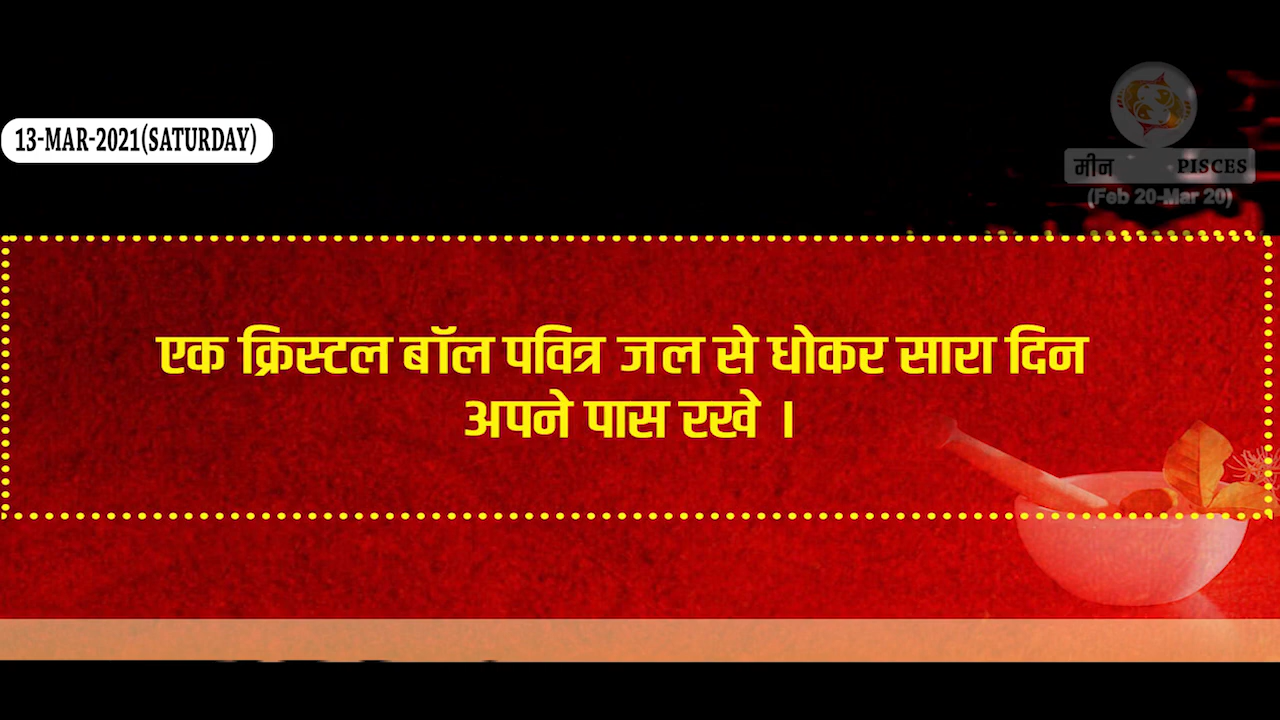 13-MAR-2021(SATURDAY)
मीन PISCES
(Feb 20-Mar 20)
एक क्रिस्टल बॉल पवित्र जल से धोकर सारा दिन
अपने पास रखे ।